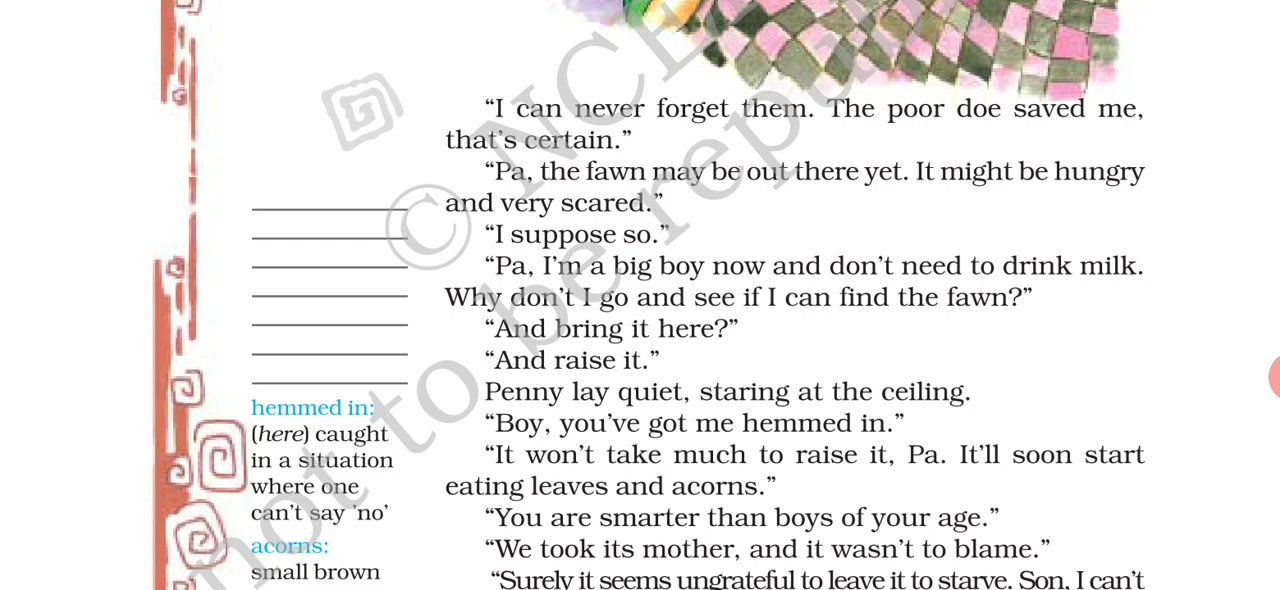 “I can never forget them. The poor doe saved me,
that’s certain.”
“Pa, the fawn may be out there yet. It might be hungry
and very scared.”
“I suppose so.”
“Pa, I’m a big boy now and don’t need to drink milk.
Why don’t I go and see if I can find the fawn?”
“And bring it here?”
“And raise it.”
Penny lay quiet, staring at the ceiling.
“Boy, you’ve got me hemmed in.”
“It won’t take much to raise it, Pa. It’ll soon start
eating leaves and acorns.”
“You are smarter than boys of your age.”
“We took its mother, and it wasn’t to blame.”
“Surely it seems ungrateful to leave it to starve. Son, I can’t
hemmed in:
(here) caught
in a situation
where one
can’t say ’no’
acorns:
small brown
© NCE
not to be repu